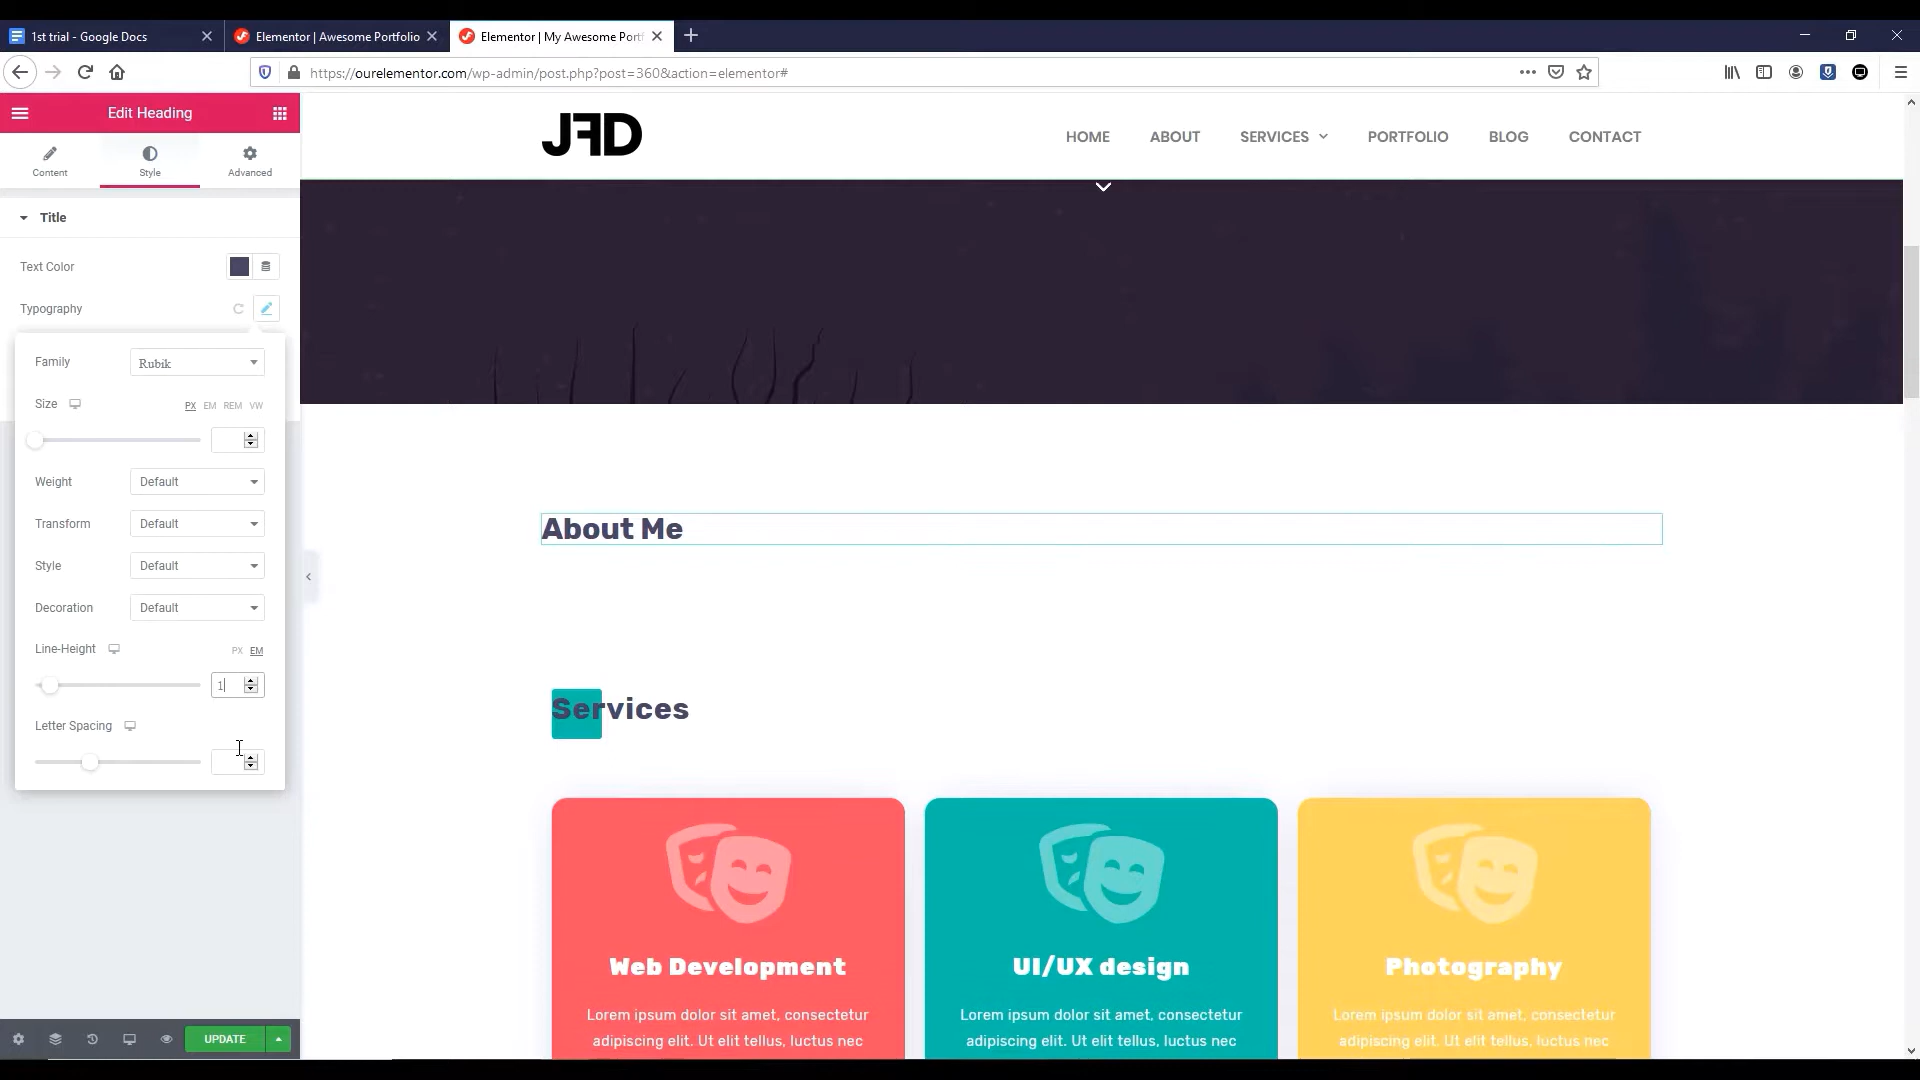 1st trial - Google Docs
Elementor | Awesome Portfolio
Elementor | My Awesome Portf
https://ourelementor.com/wp-admin/post.php?post=360&action=elementor#
Edit Heading
Content
Style
Advanced
Title
Text Color
Typography
Family
Rubik
Size
PX EM REM VW
Weight
Default
Transform
Default
Style
Default
Decoration
Default
Line-Height
PX EM
1
Letter Spacing
UPDATE
JFD
HOME
ABOUT
SERVICES
PORTFOLIO
BLOG
CONTACT
About Me
Services
Web Development
Lorem ipsum dolor sit amet, consectetur
adipiscing elit. Ut elit tellus, luctus nec
UI/UX design
Lorem ipsum dolor sit amet, consectetur
adipiscing elit. Ut elit tellus, luctus nec
Photography
Lorem ipsum dolor sit amet, consectetur
adipiscing elit. Ut elit tellus, luctus nec